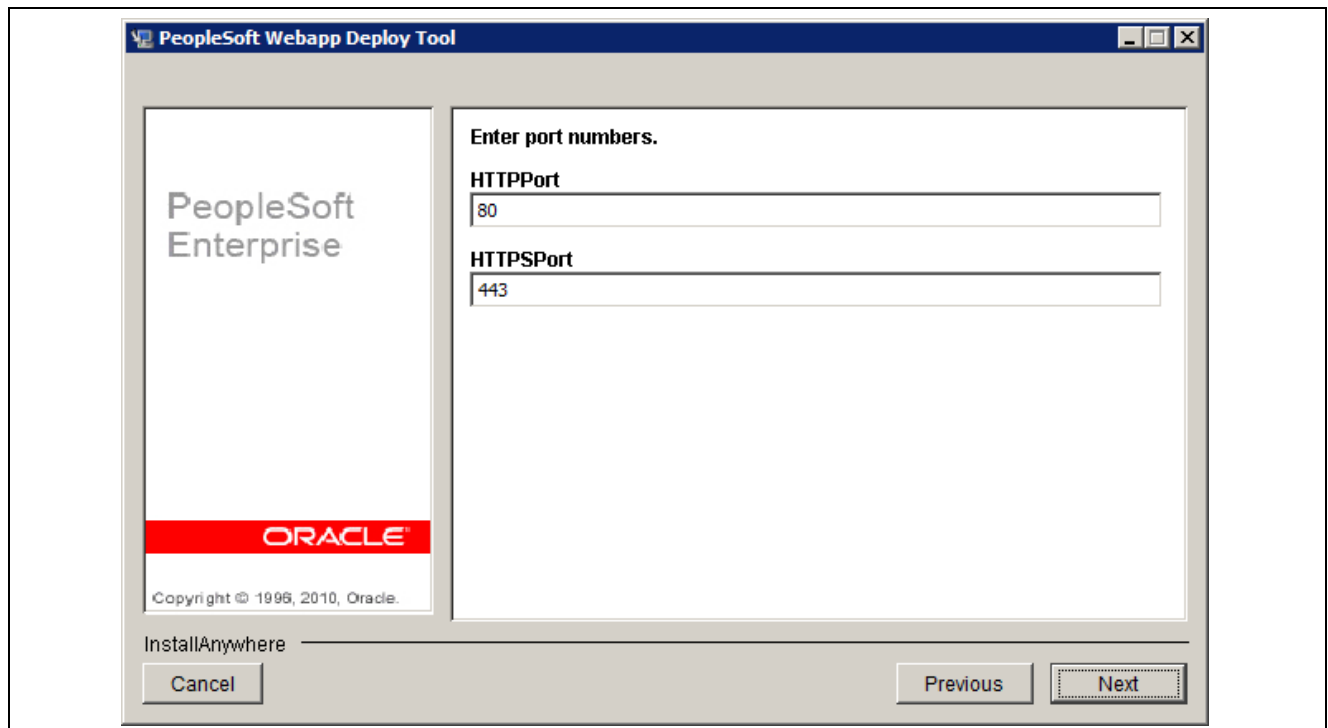 PeopleSoft Webapp Deploy Tool
Enter port numbers.
HTTPPort
80
HTTPSPort
443
PeopleSoft
Enterprise
ORACLE
Copyright © 1996, 2010, Oracle.
InstallAnywhere
Cancel
Previous
Next